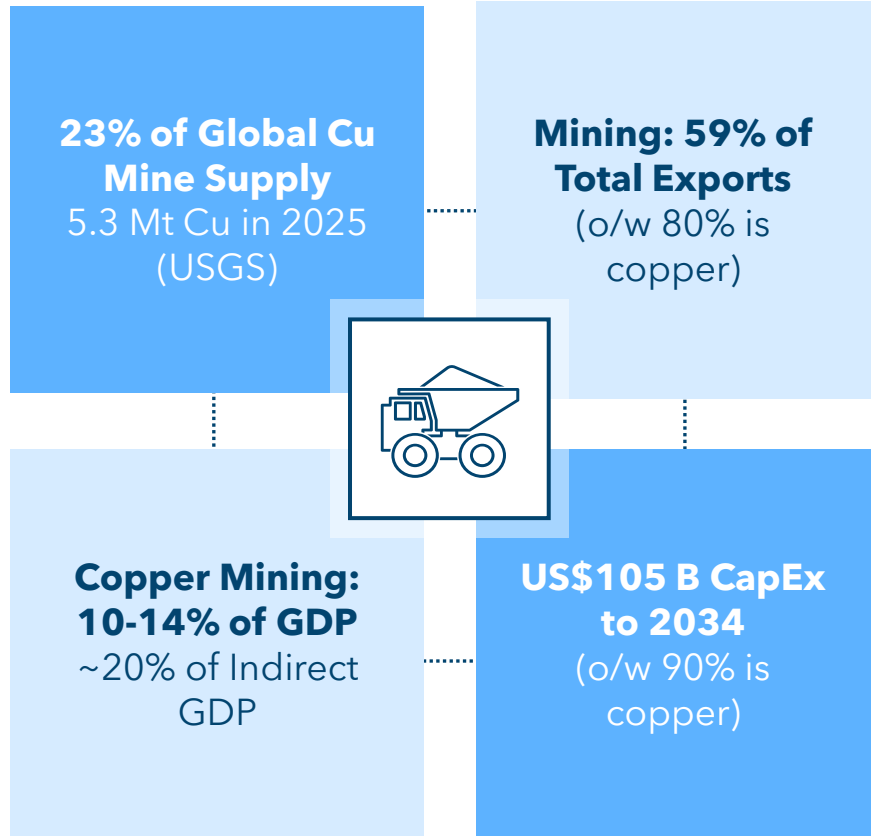 23% of Global Cu
Mine Supply
5.3 Mt Cu in 2025
(USGS)
Mining: 59% of
Total Exports
(o/w 80% is
copper)
Copper Mining:
10-14% of GDP
~20% of Indirect
GDP
US$105 B CapEx
to 2034
(o/w 90% is
copper)